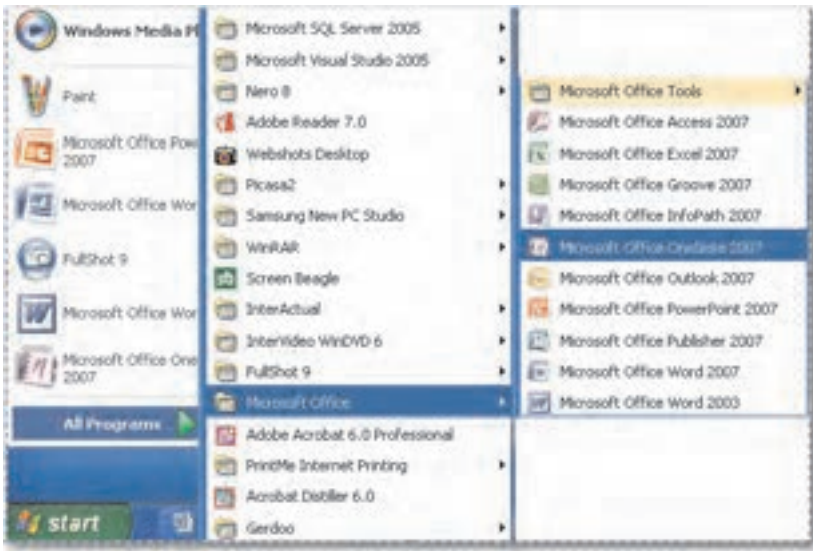 Windows Media Pl
Paint
Microsoft Office Pow
2007
Microsoft Office Wor
FullShot 9
Microsoft Office Wor
Microsoft Office One
2007
All Programs
start
Microsoft SQL Server 2005
Microsoft Visual Studio 2005
Nero 8
Adobe Reader 7.0
Webshots Desktop
Picasa2
Samsung New PC Studio
WinRAR
Screen Beagle
InterActual
InterVideo WinDVD 6
FullShot 9
Microsoft Office
Adobe Acrobat 6.0 Professional
PrintMe Internet Printing
Acrobat Distiller 6.0
Gerdoo
Microsoft Office Tools
Microsoft Office Access 2007
Microsoft Office Excel 2007
Microsoft Office Groove 2007
Microsoft Office InfoPath 2007
Microsoft Office OneNote 2007
Microsoft Office Outlook 2007
Microsoft Office PowerPoint 2007
Microsoft Office Publisher 2007
Microsoft Office Word 2007
Microsoft Office Word 2003